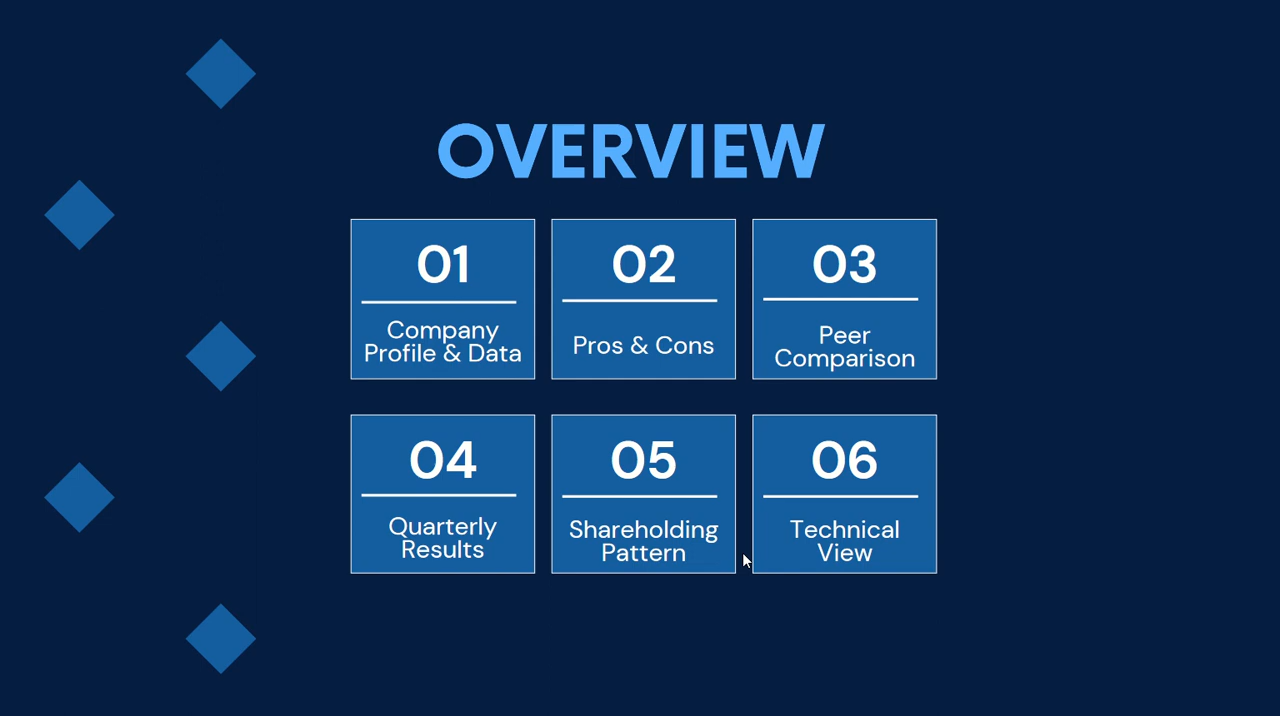 OVERVIEW
01
Company
Profile & Data
02
Pros & Cons
03
Peer
Comparison
04
Quarterly
Results
05
Shareholding
Pattern
06
Technical
View